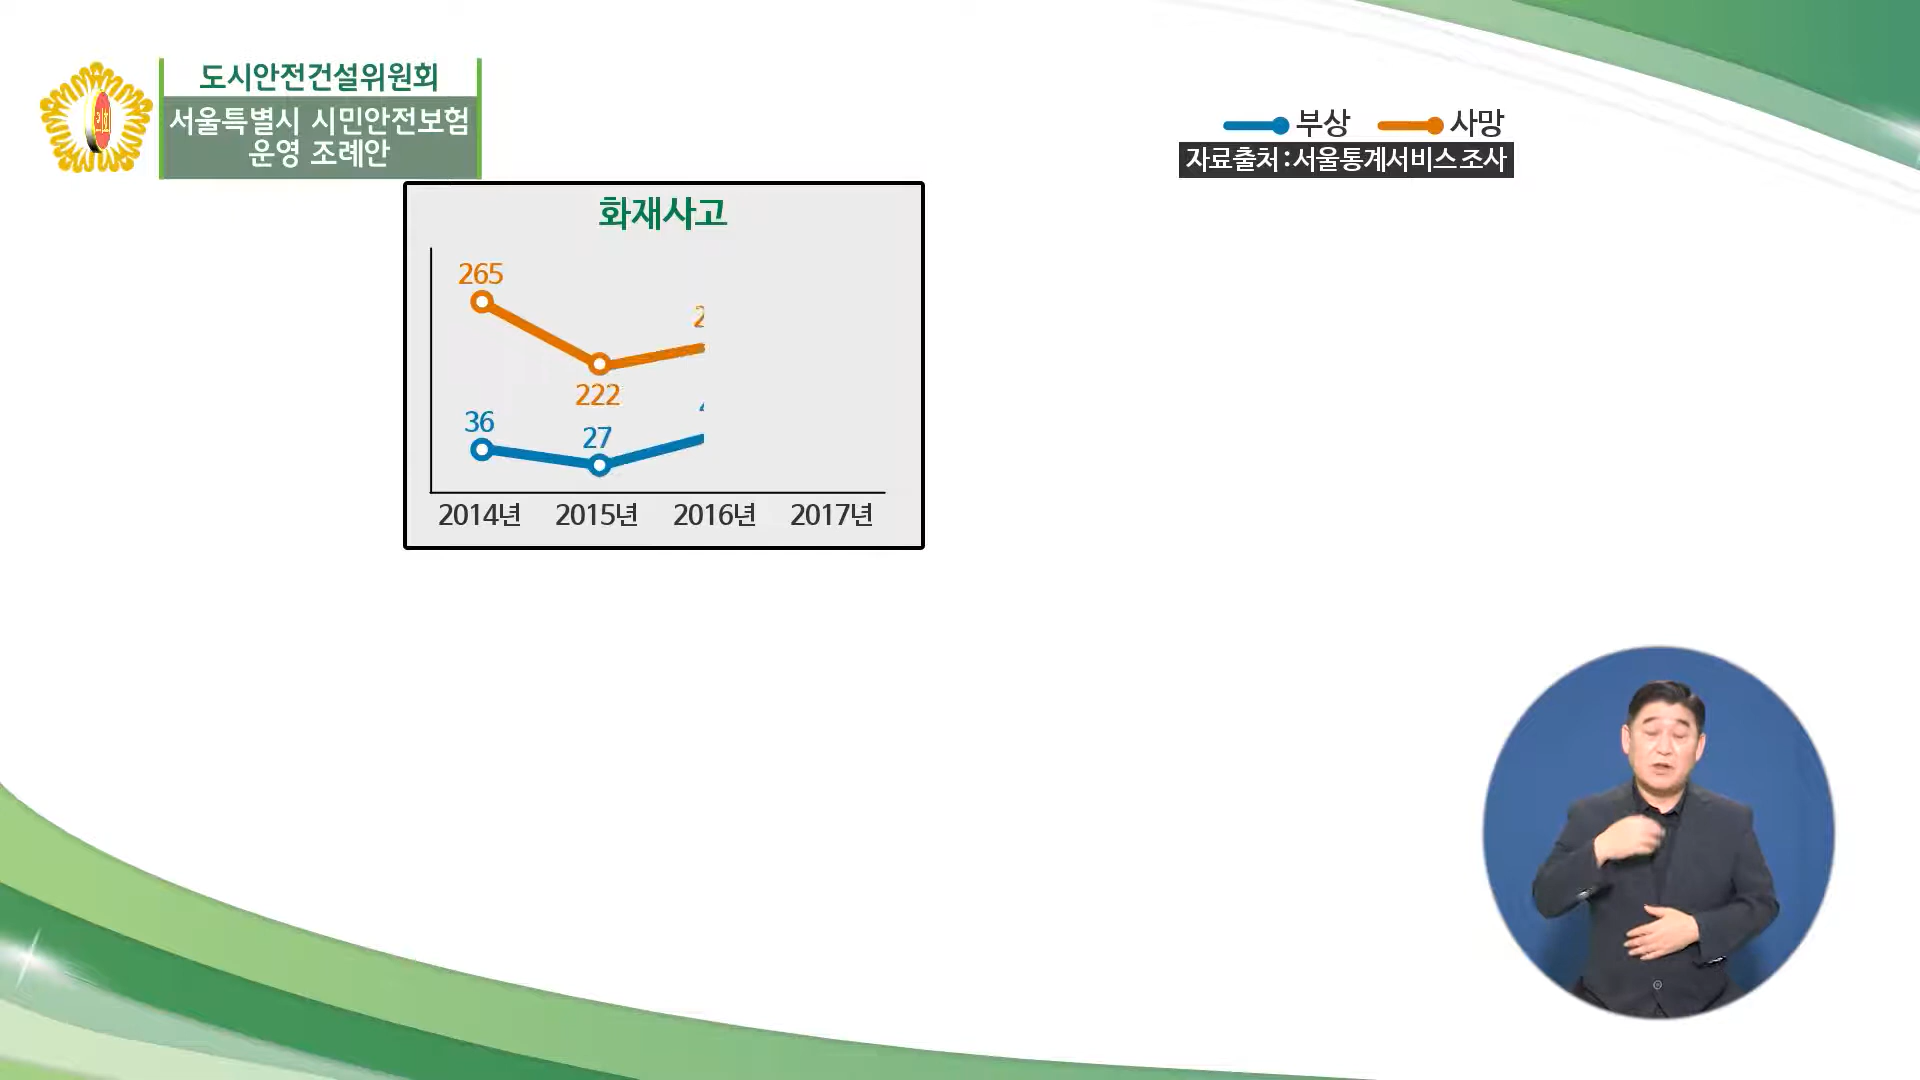 도시안전건설위원회
서울특별시 시민안전보험
운영 조례안
부상 사망
자료출처 : 서울통계서비스 조사
화재사고
265
222
36
27
2014년 2015년 2016년 2017년